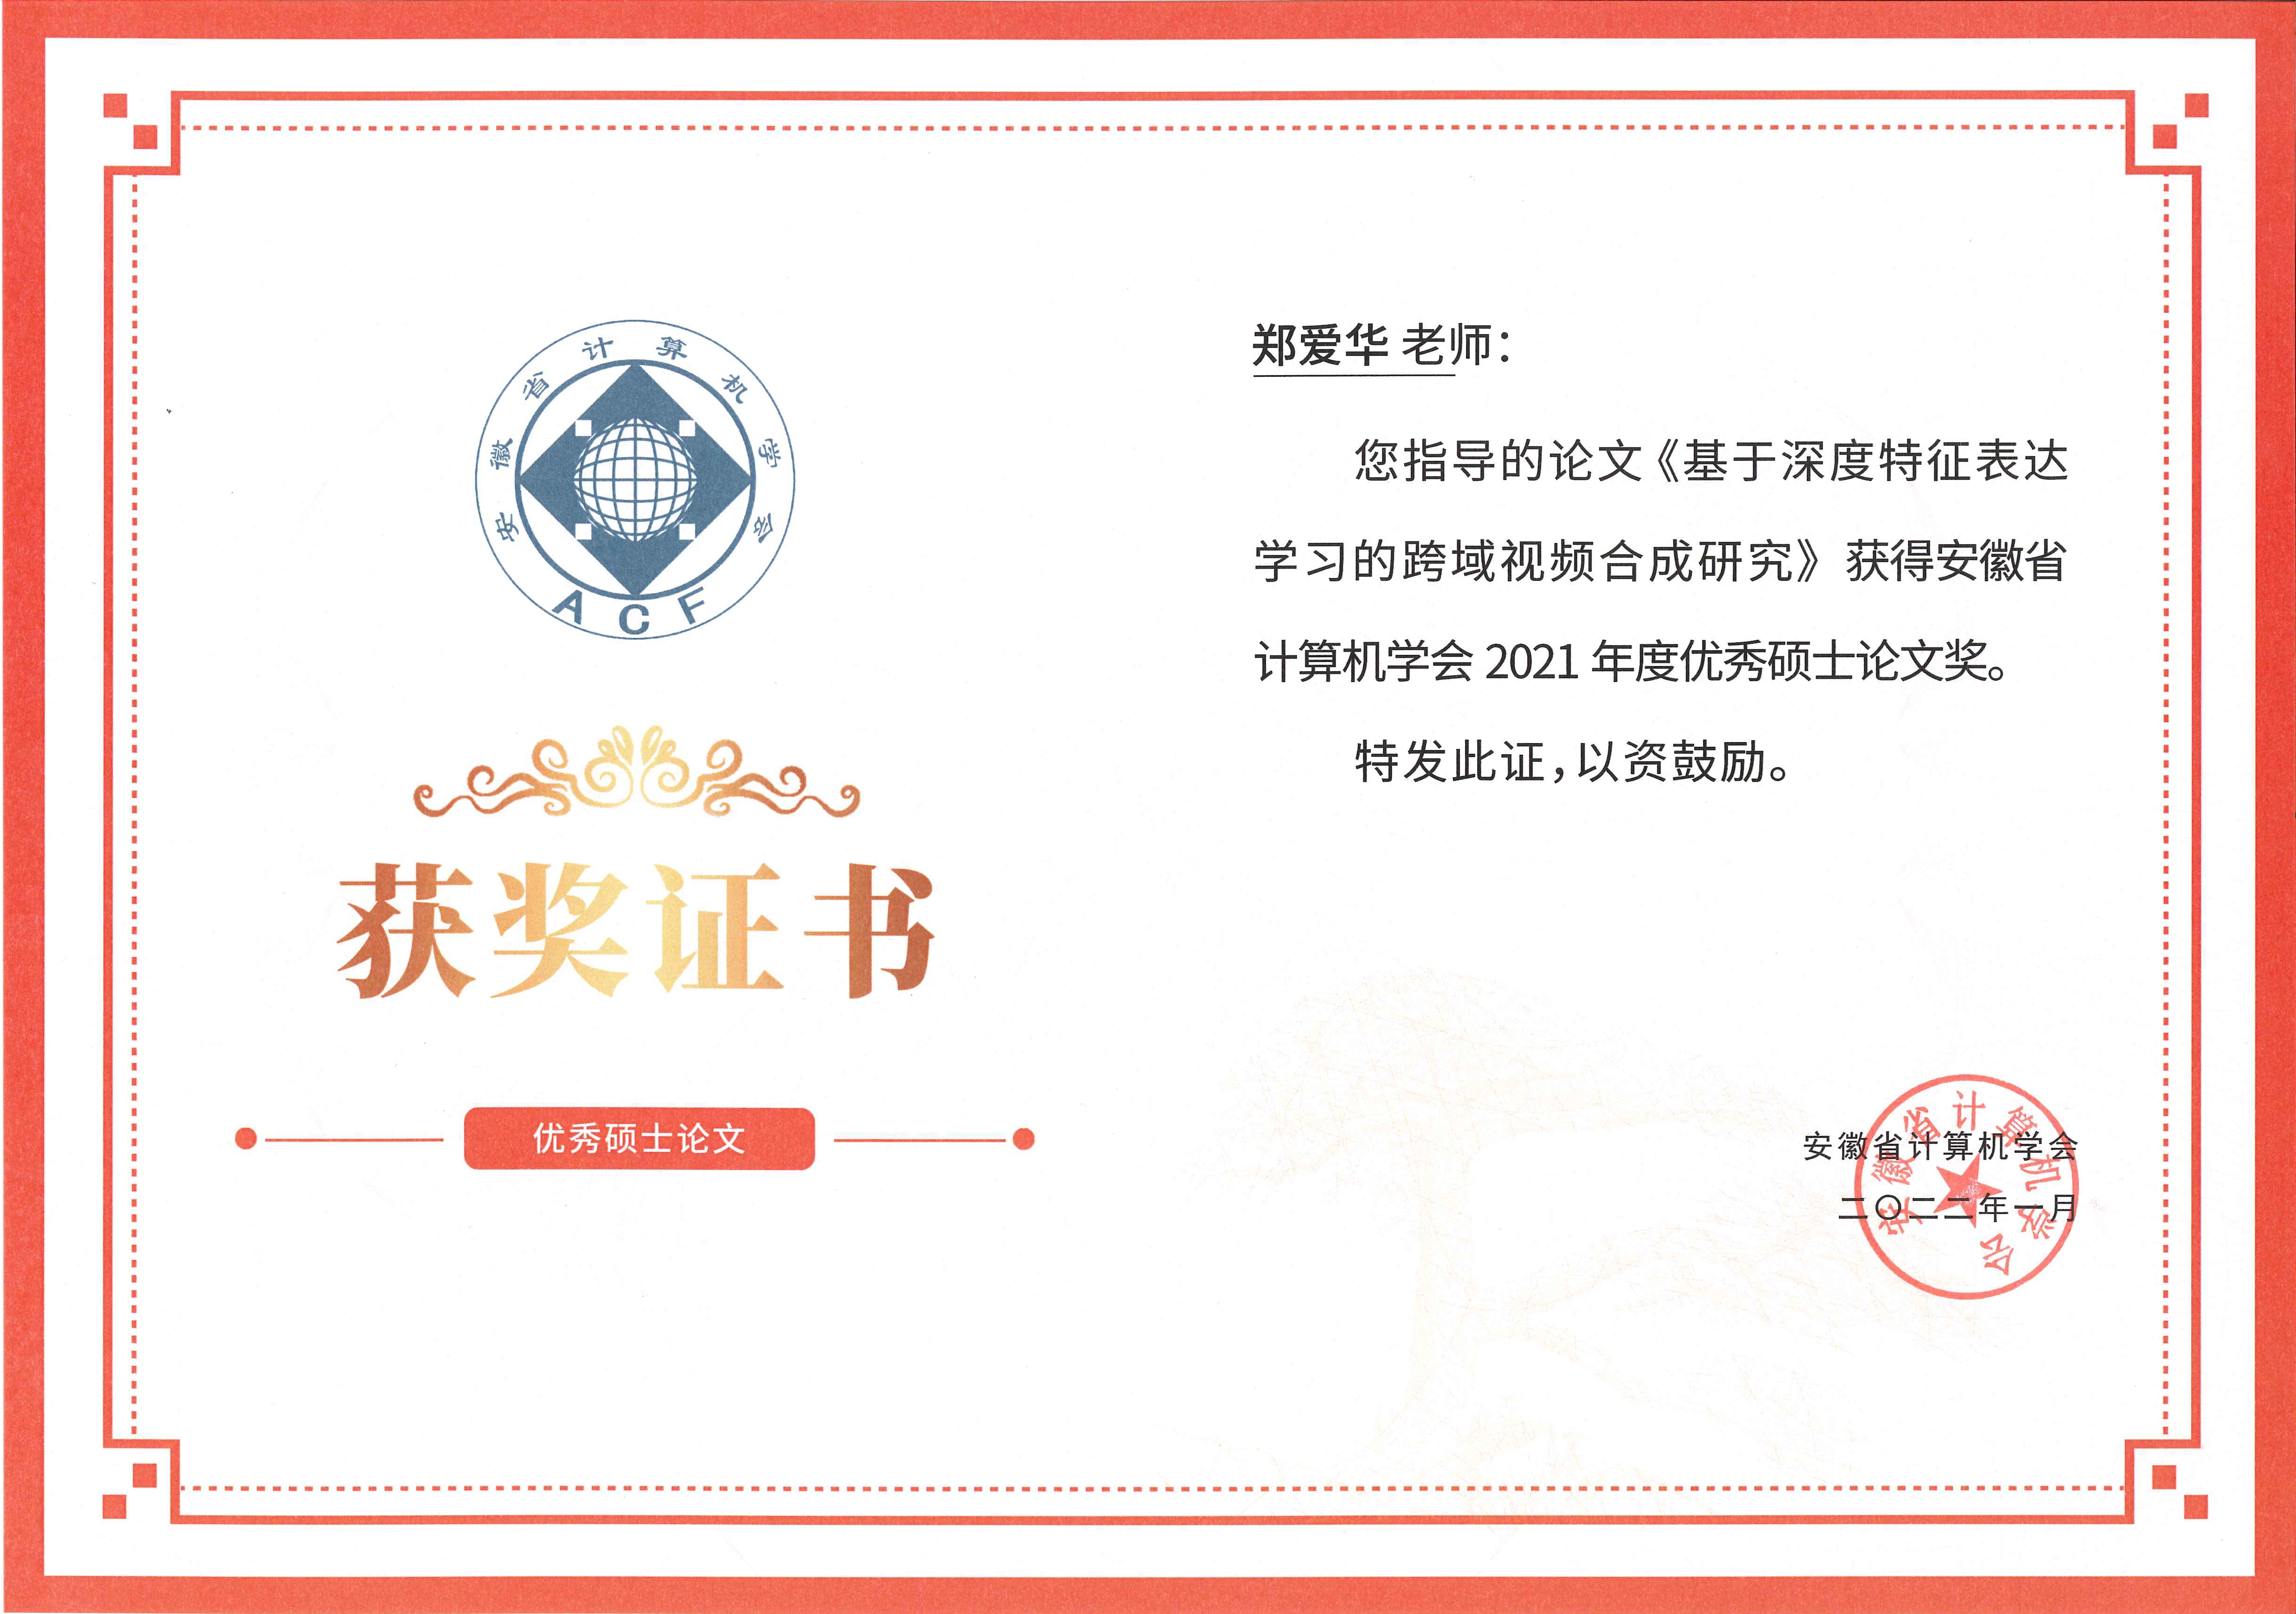 安徽省计算机学会
ACF
获奖证书
优秀硕士论文
郑爱华 老师：
您指导的论文《基于深度特征表达
学习的跨域视频合成研究》获得安徽省
计算机学会 2021 年度优秀硕士论文奖。
特发此证，以资鼓励。
安徽省计算机学会
二〇二二年一月
安徽省计算机学会